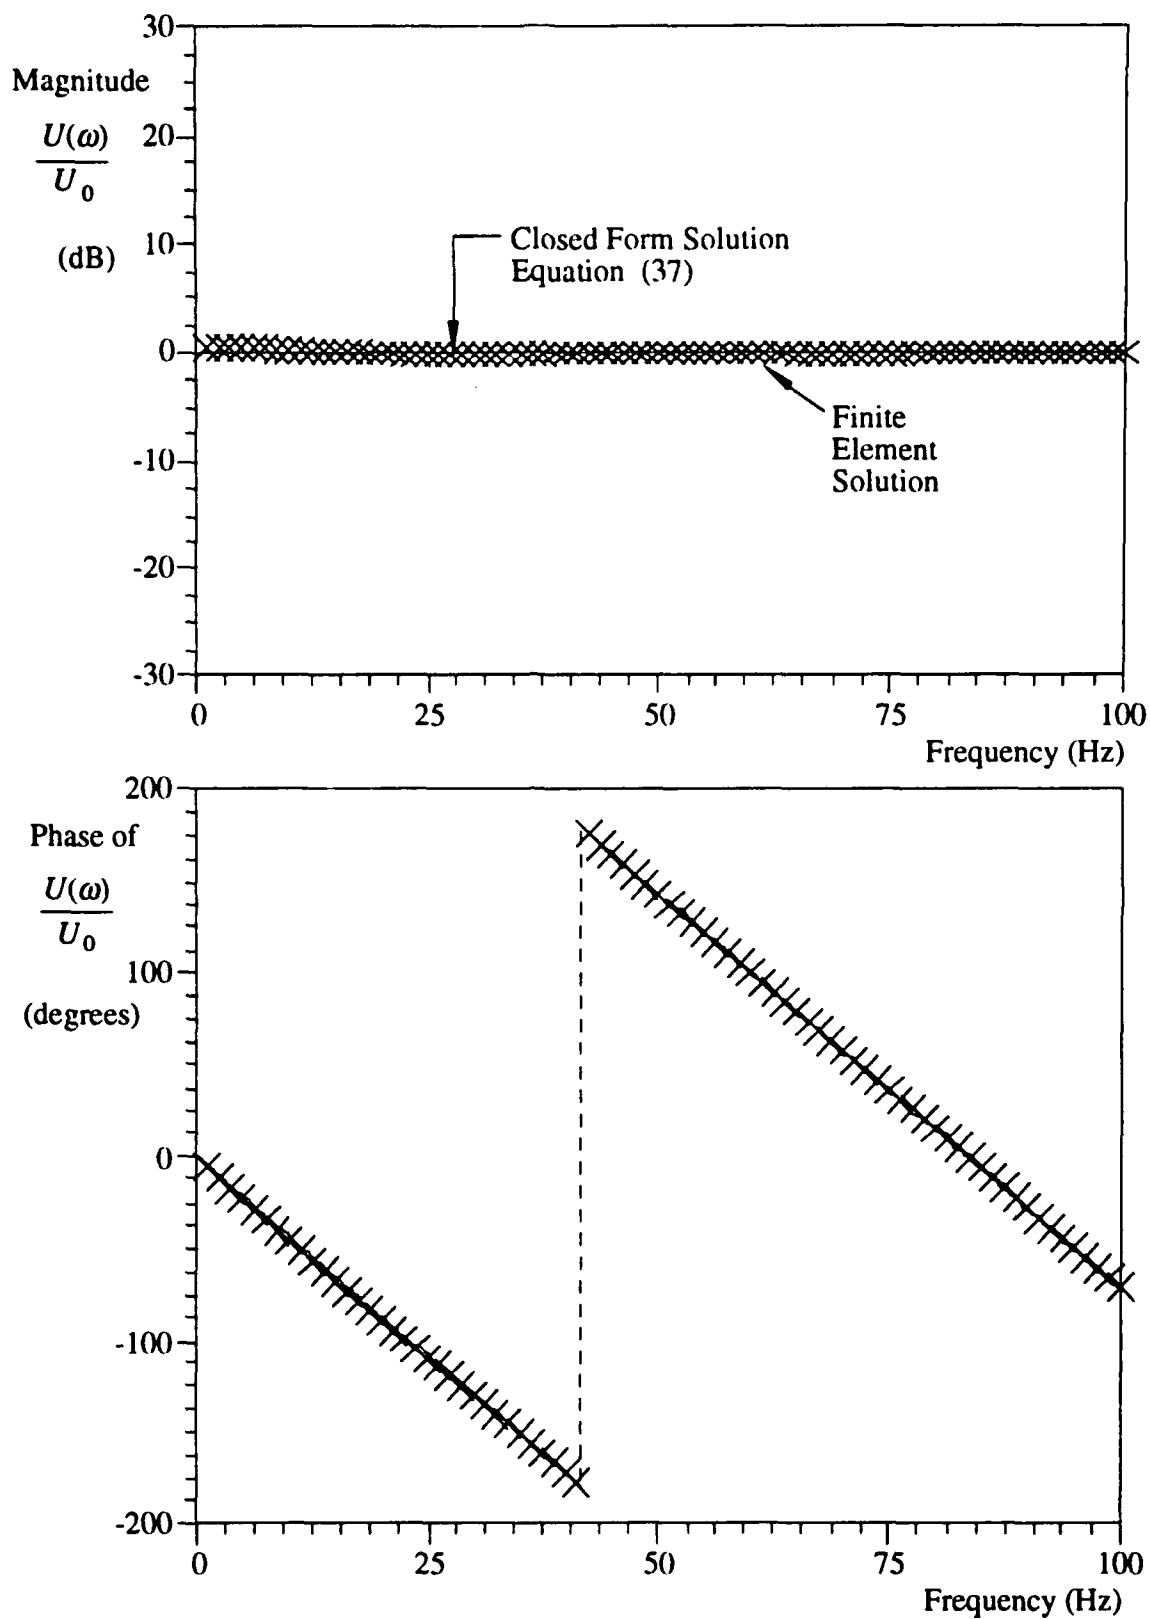 30
Magnitude
U(ω)
U0
(dB)
20
10
0
-10
-20
-30
Closed Form Solution
Equation (37)
Finite
Element
Solution
0 25 50 75 100
Frequency (Hz)
200
Phase of
U(ω)
U0
(degrees)
100
0
-100
-200
0 25 50 75 100
Frequency (Hz)